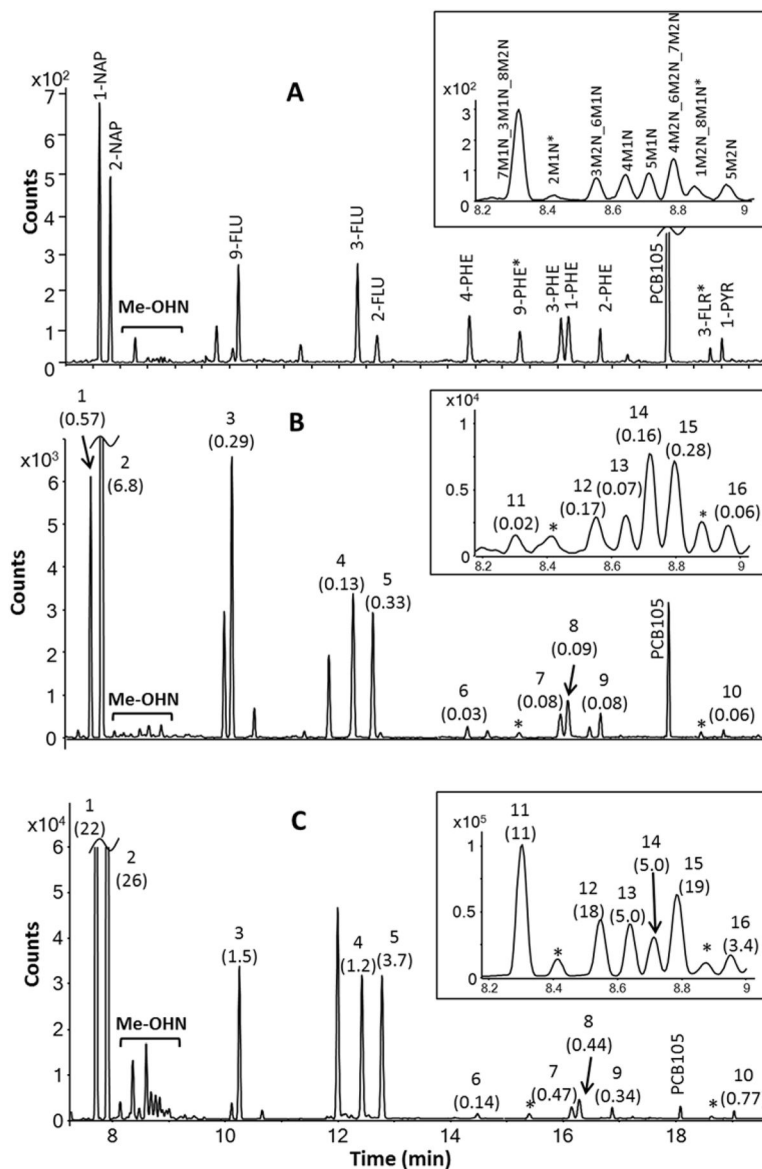 A
x10²
7
6
5
4
3
2
1
0
Counts
1-NAP
2-NAP
Me-OHN
9-FLU
3-FLU
2-FLU
4-PHE
9-PHE*
3-PHE
1-PHE
2-PHE
PCB105
3-FLR*
1-PYR
x10²
3
2
1
0
7M1N_3M1N_8M2N
2M1N*
3M2N_6M1N
4M1N
5M1N
4M2N_6M2N_7M2N
1M2N_8M1N*
5M2N
8.2 8.4 8.6 8.8 9
B
x10³
6
5
4
3
2
1
0
Counts
1
(0.57)
2
(6.8)
Me-OHN
3
(0.29)
4
(0.13)
5
(0.33)
6
(0.03)
*
7
(0.08)
8
(0.09)
9
(0.08)
PCB105
*
10
(0.06)
x10⁴
1
0.5
0
11
(0.02)
*
12
(0.17)
13
(0.07)
14
(0.16)
15
(0.28)
*
16
(0.06)
8.2 8.4 8.6 8.8 9
C
x10⁴
6
5
4
3
2
1
0
Counts
1
(22)
2
(26)
Me-OHN
3
(1.5)
4
(1.2)
5
(3.7)
6
(0.14)
*
7
(0.47)
8
(0.44)
9
(0.34)
PCB105
*
10
(0.77)
x10⁵
1
0.5
0
11
(11)
*
12
(18)
13
(5.0)
14
(5.0)
15
(19)
*
16
(3.4)
8.2 8.4 8.6 8.8 9
8 10 12 14 16 18
Time (min)